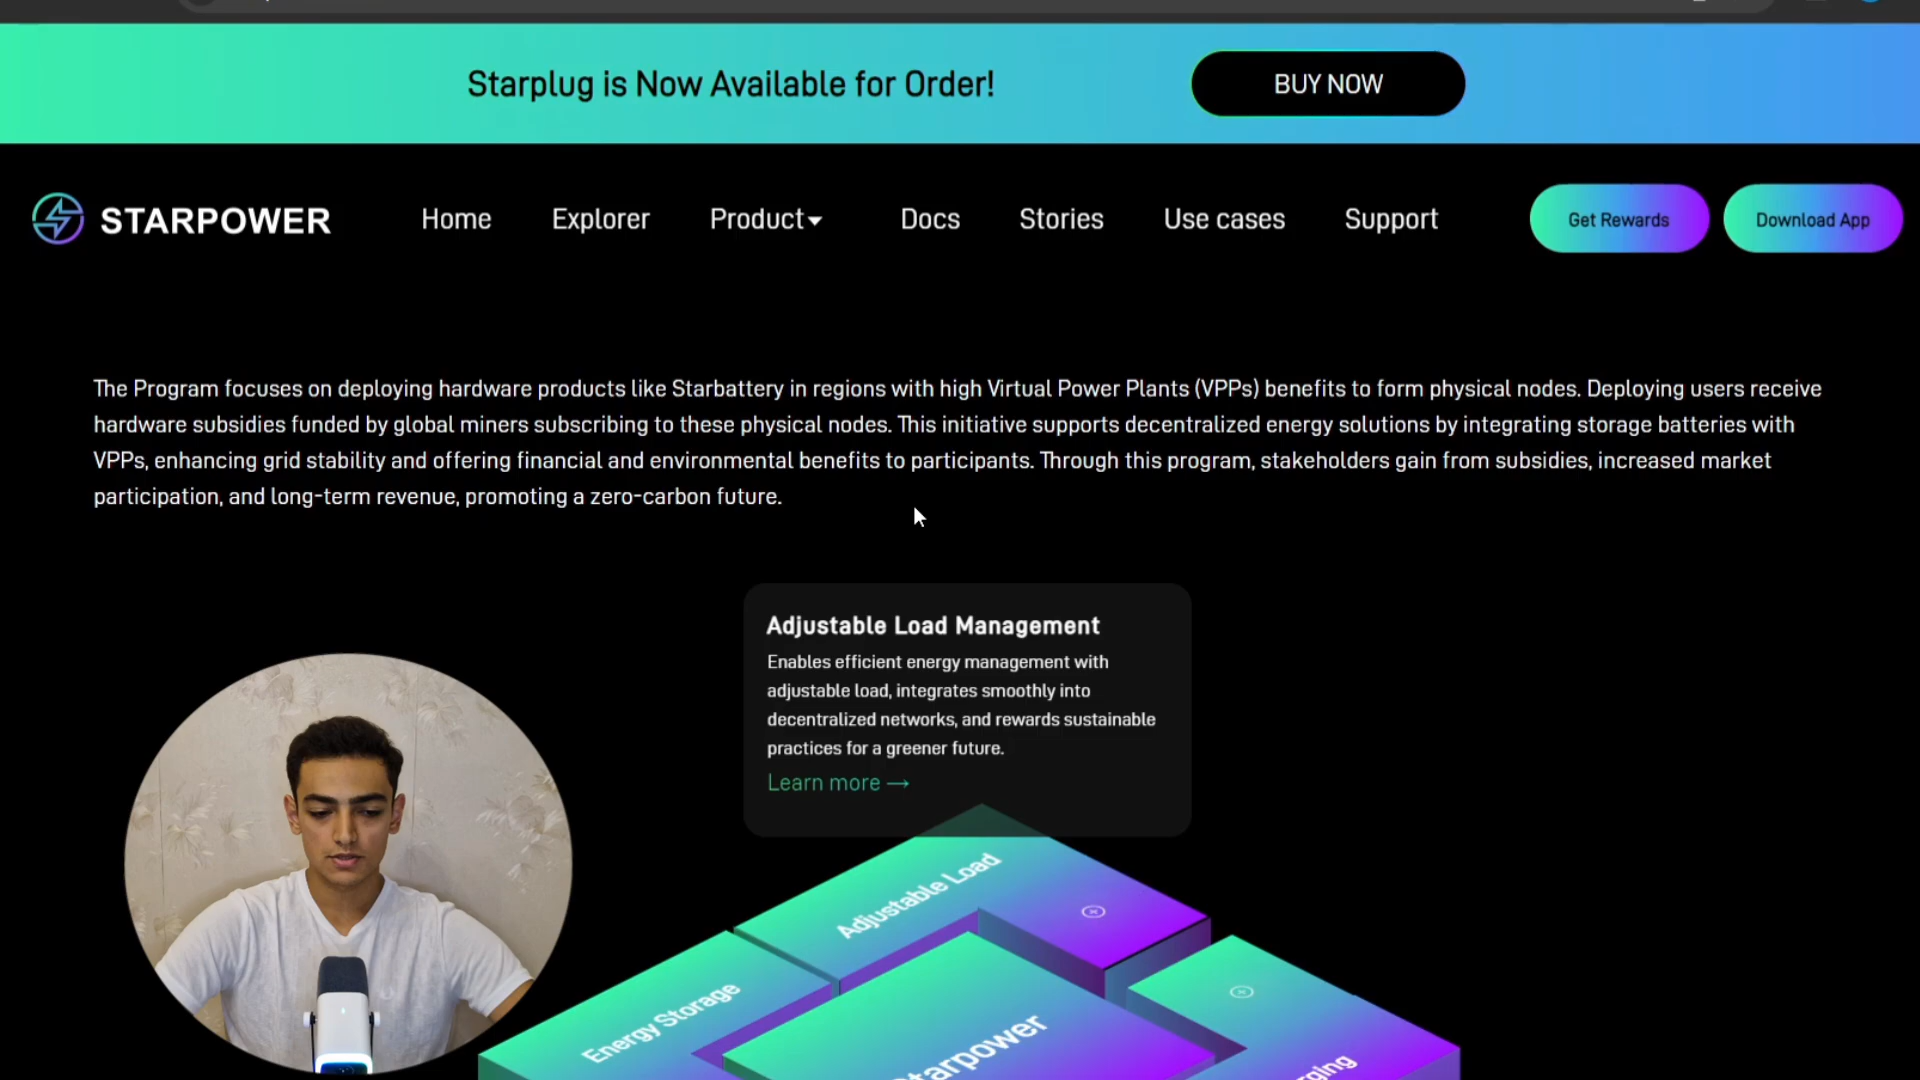 Starplug is Now Available for Order!
BUY NOW
STARPOWER
Home
Explorer
Product
Docs
Stories
Use cases
Support
Get Rewards
Download App
The Program focuses on deploying hardware products like Starbattery in regions with high Virtual Power Plants (VPPs) benefits to form physical nodes. Deploying users receive
hardware subsidies funded by global miners subscribing to these physical nodes. This initiative supports decentralized energy solutions by integrating storage batteries with
VPPs, enhancing grid stability and offering financial and environmental benefits to participants. Through this program, stakeholders gain from subsidies, increased market
participation, and long-term revenue, promoting a zero-carbon future.
Adjustable Load Management
Enables efficient energy management with
adjustable load, integrates smoothly into
decentralized networks, and rewards sustainable
practices for a greener future.
Learn more →
Adjustable Load
Energy Storage
Starpower